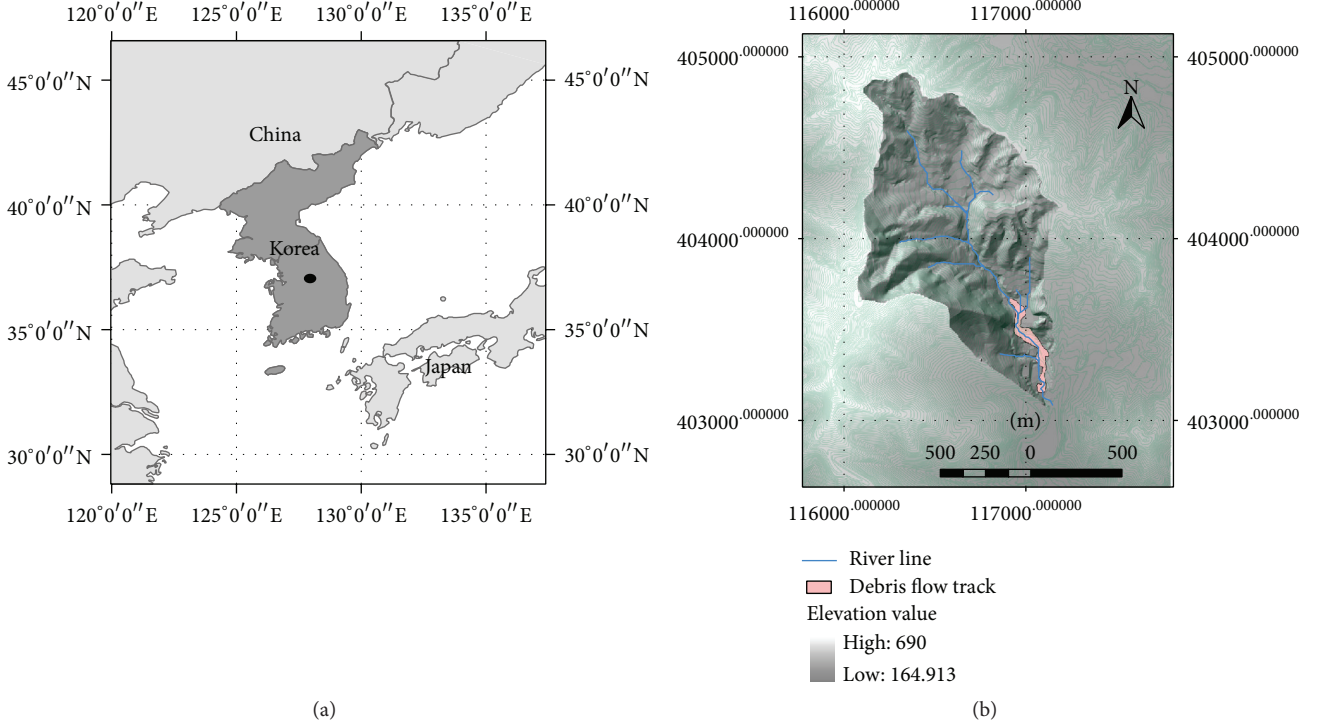 120°0′0″E 125°0′0″E 130°0′0″E 135°0′0″E
45°0′0″N 45°0′0″N
China
40°0′0″N 40°0′0″N
Korea
35°0′0″N 35°0′0″N
Japan
30°0′0″N 30°0′0″N
120°0′0″E 125°0′0″E 130°0′0″E 135°0′0″E
(a)
116000.000000 117000.000000
405000.000000 405000.000000
N
404000.000000 404000.000000
403000.000000 403000.000000
(m)
500 250 0 500
116000.000000 117000.000000
River line
Debris flow track
Elevation value
High: 690
Low: 164.913
(b)